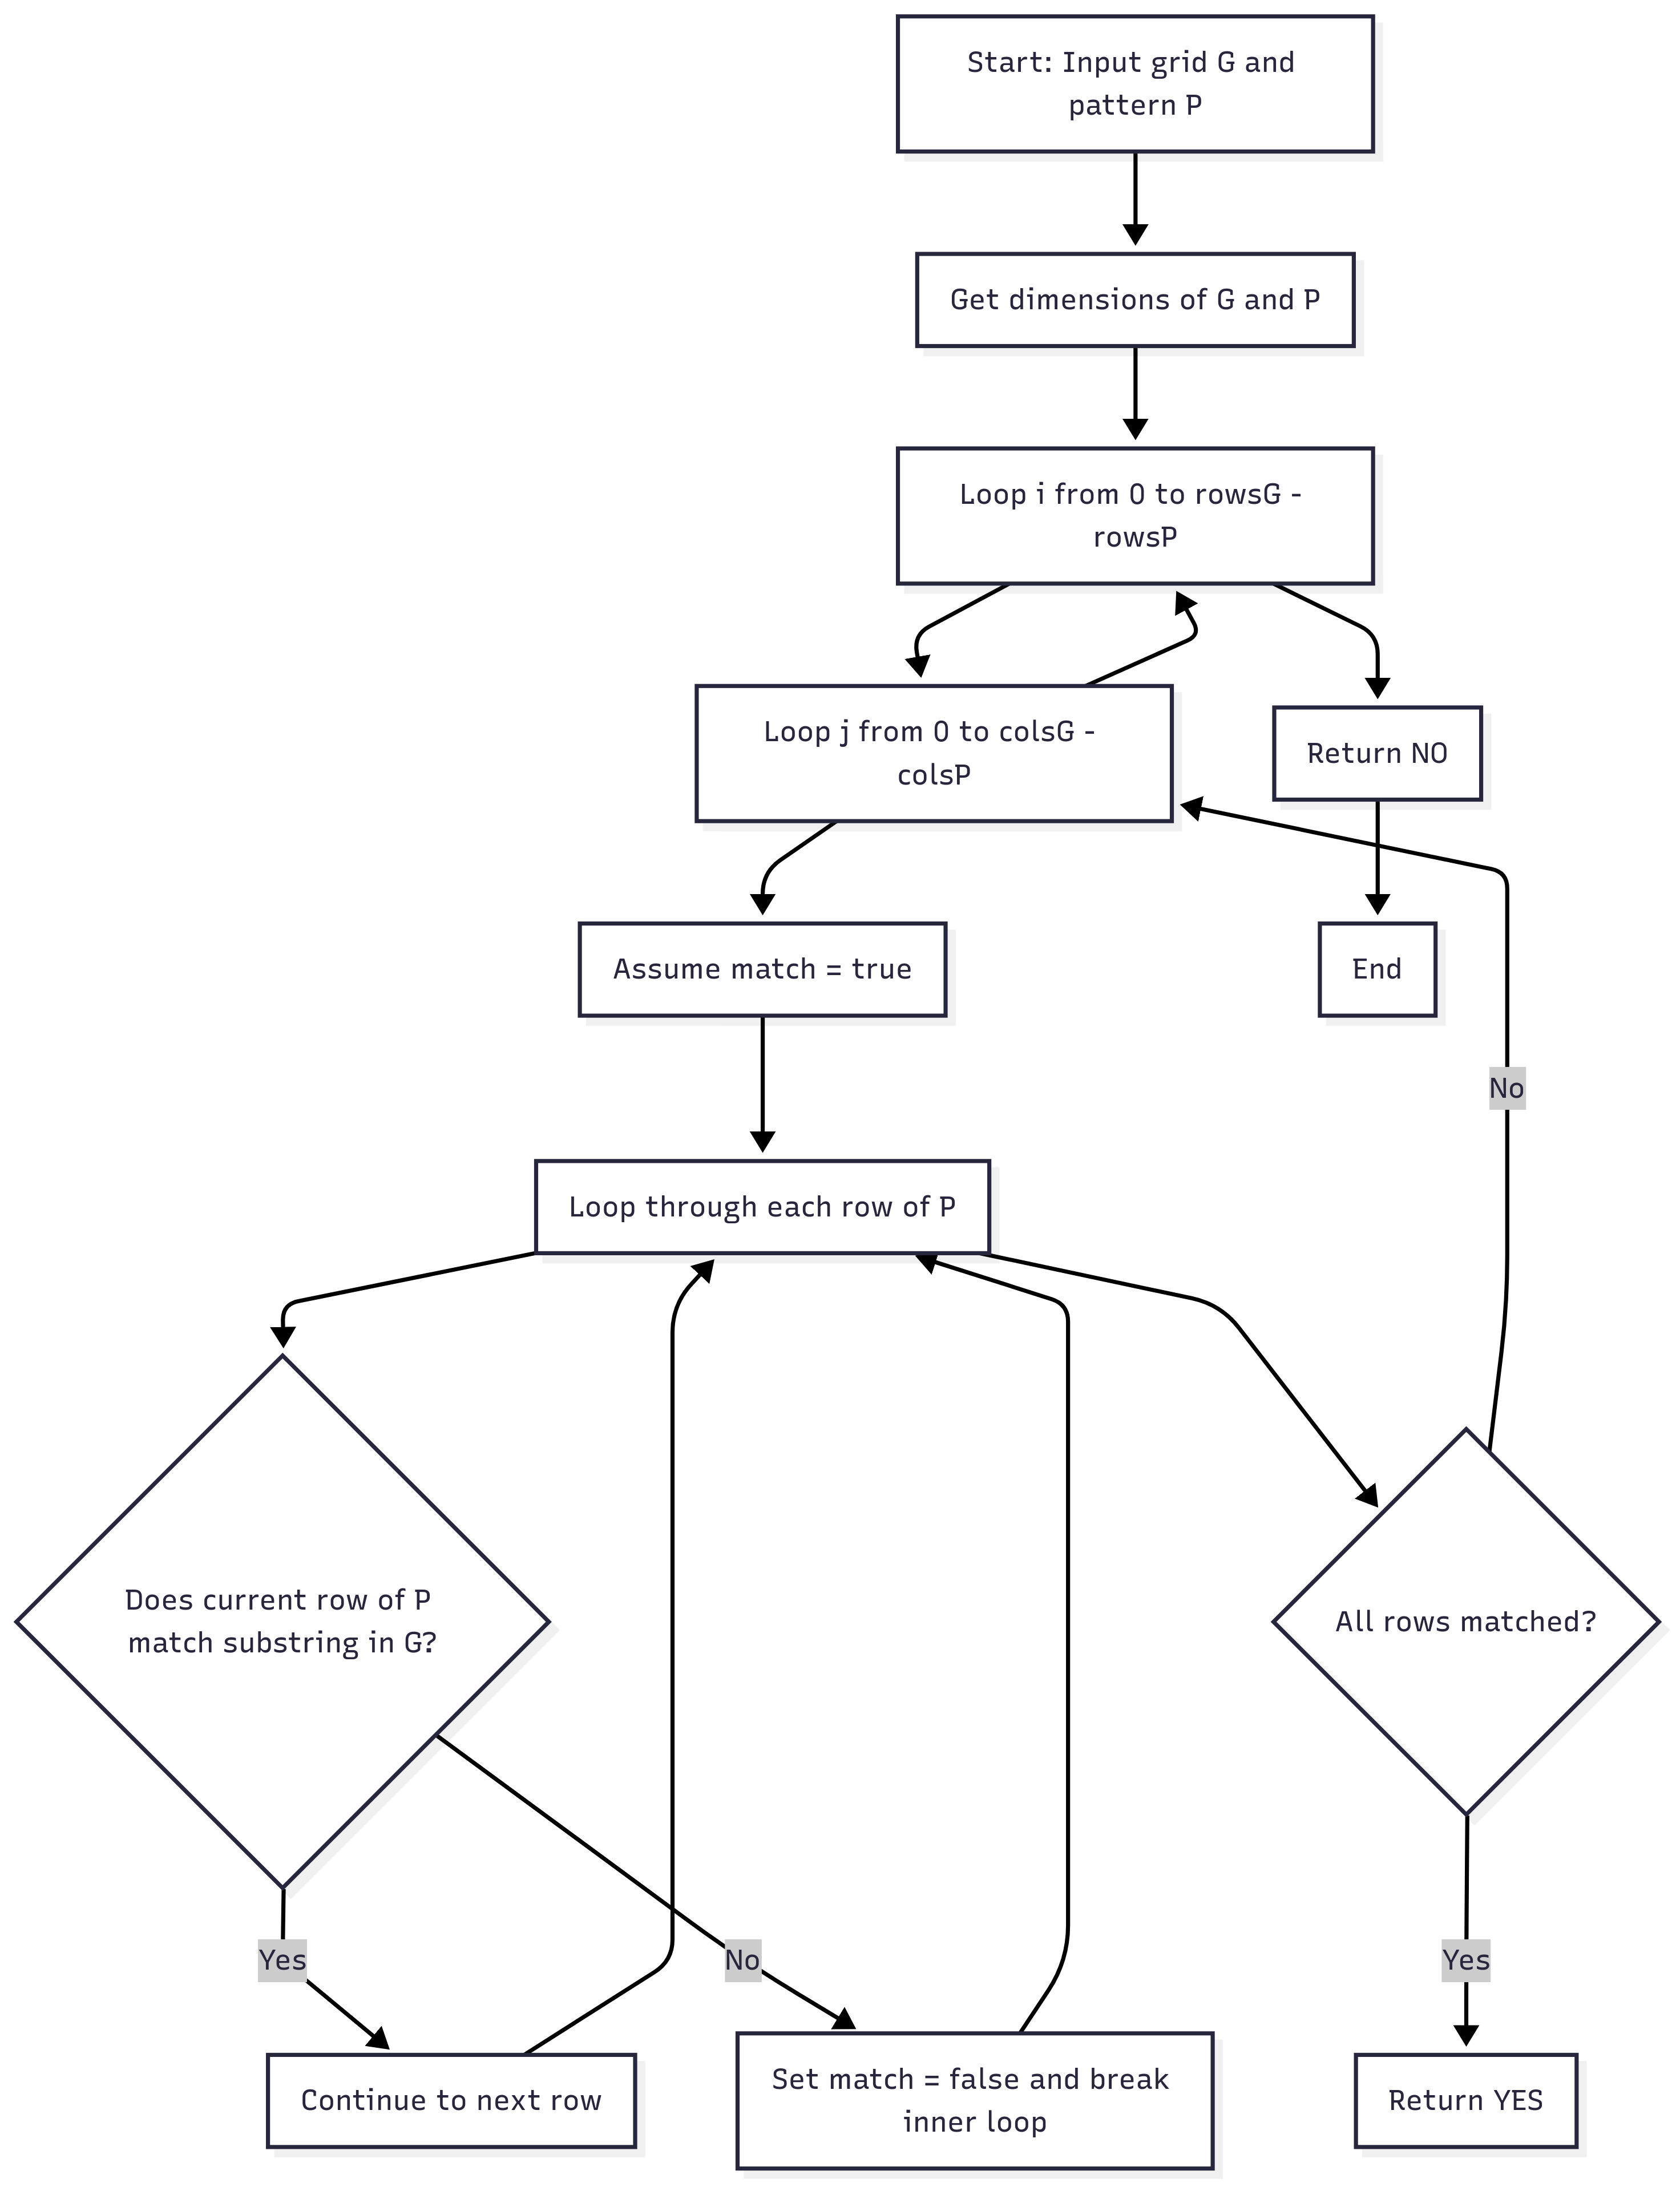 Start: Input grid G and
pattern P
Get dimensions of G and P
Loop i from 0 to rowsG -
rowsP
Loop j from 0 to colsG -
colsP
Return NO
Assume match = true
End
No
Loop through each row of P
Does current row of P
match substring in G?
All rows matched?
Yes
No
Yes
Continue to next row
Set match = false and break
inner loop
Return YES